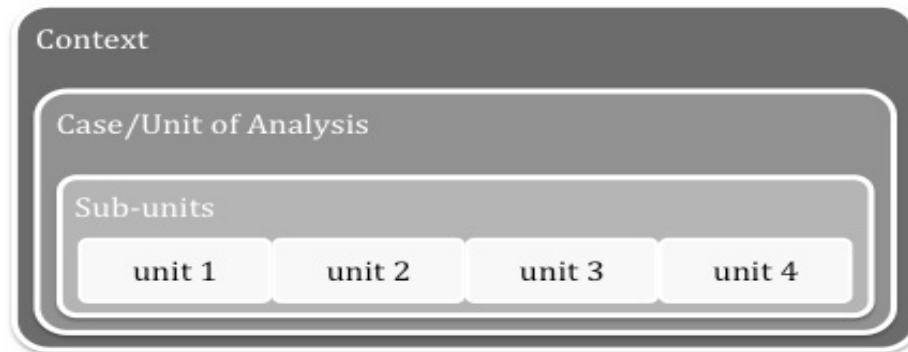 Context
Case/Unit of Analysis
Sub-units
unit 1 unit 2 unit 3 unit 4